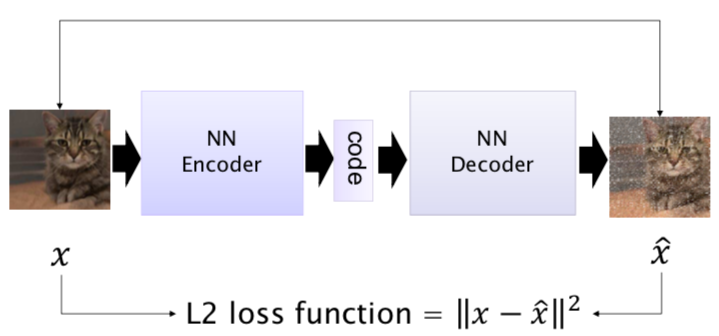 NN
Encoder
code
NN
Decoder
x
x̂
L2 loss function = ‖x − x̂‖²